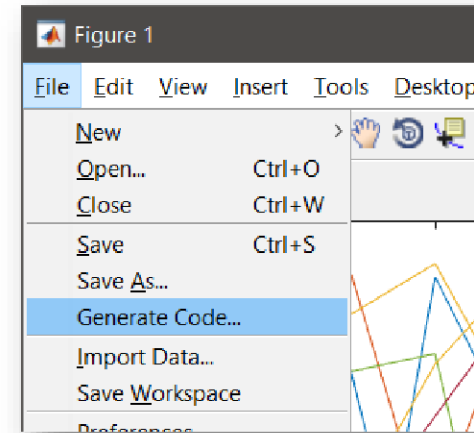 Figure 1
File Edit View Insert Tools Desktop
New >
Open... Ctrl+O
Close Ctrl+W
Save Ctrl+S
Save As...
Generate Code...
Import Data...
Save Workspace
Preferences